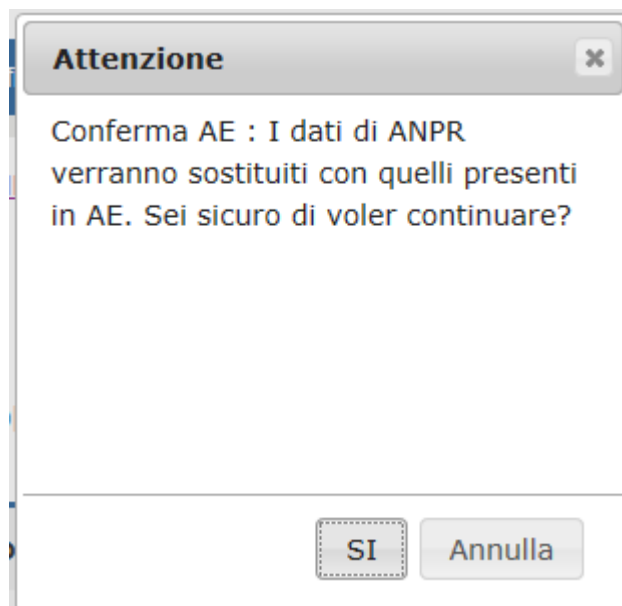 Attenzione
Conferma AE : I dati di ANPR
verranno sostituiti con quelli presenti
in AE. Sei sicuro di voler continuare?
SI
Annulla